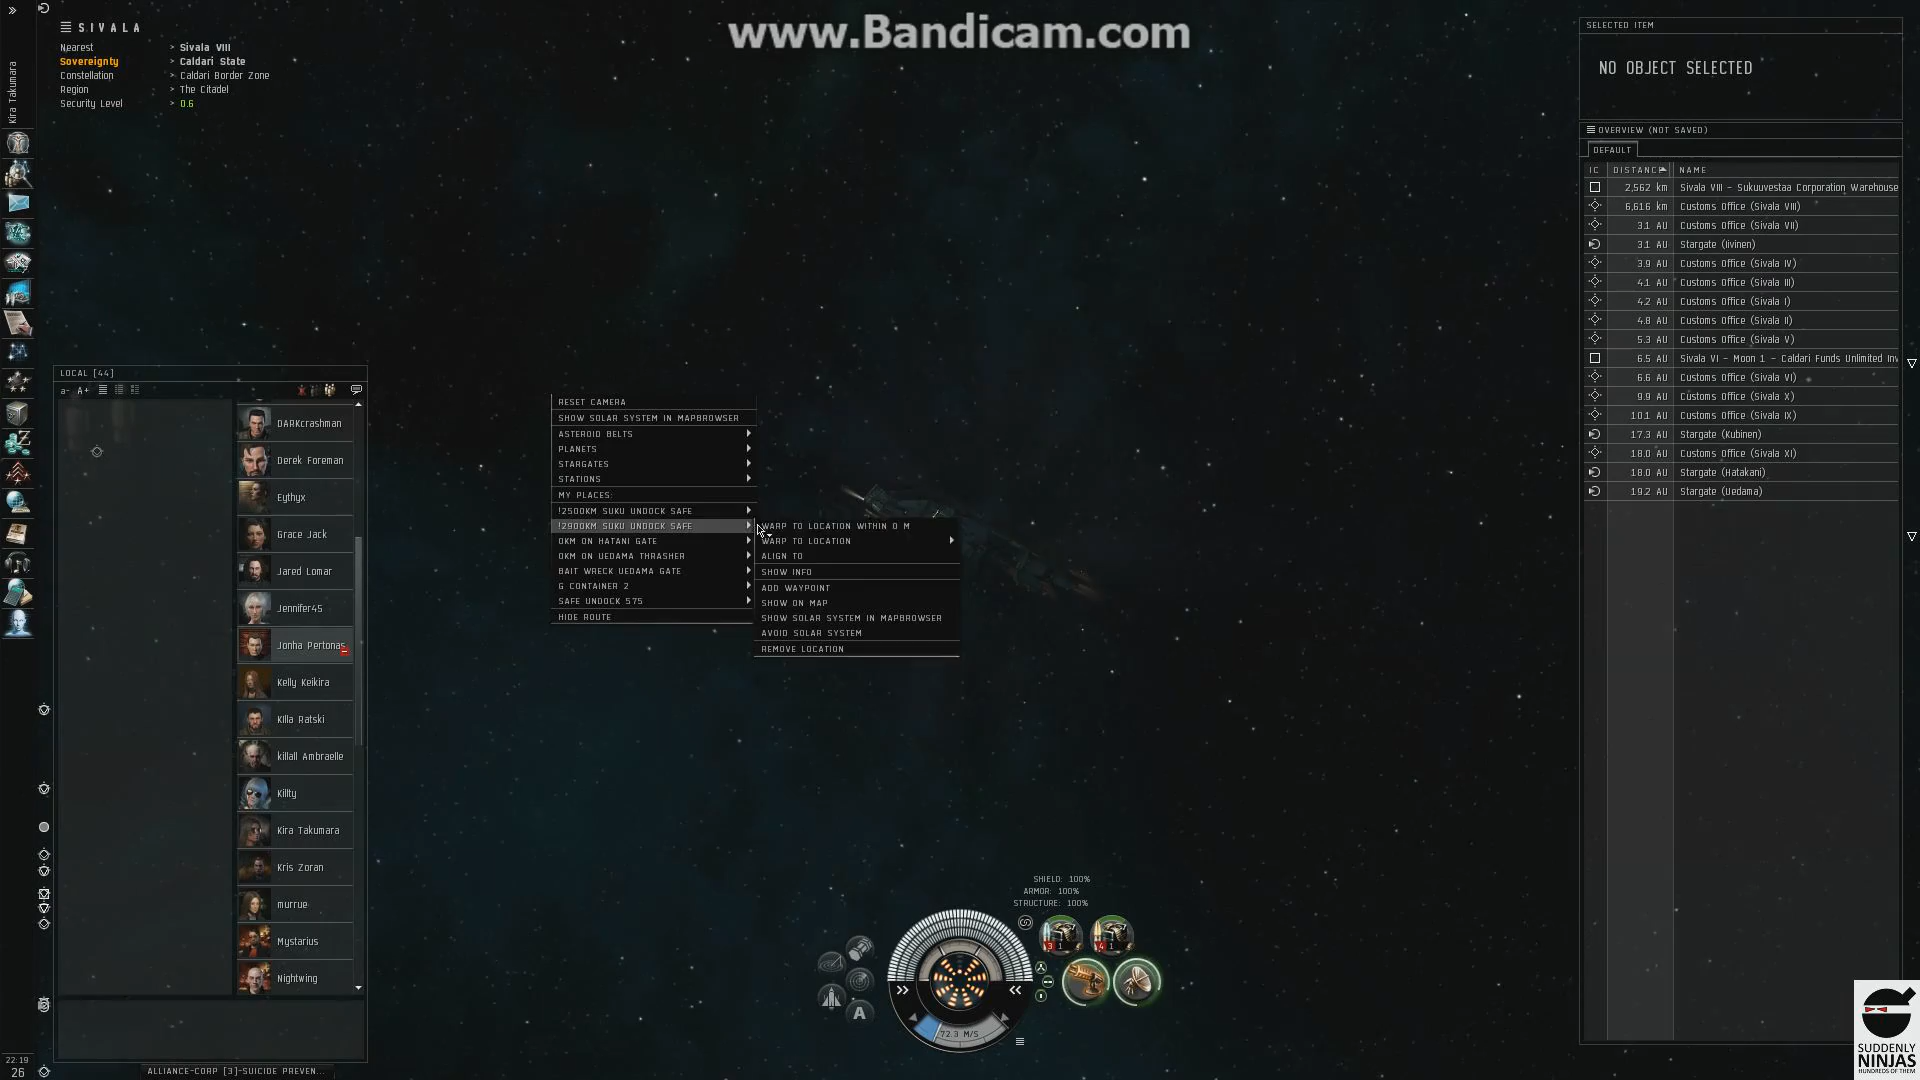 www.Bandicam.com
SIVALA
Nearest > Sivala VIII
Sovereignty > Caldari State
Constellation > Caldari Border Zone
Region > The Citadel
Security Level > 0.6
Kira Takumara
SELECTED ITEM
NO OBJECT SELECTED
OVERVIEW (NOT SAVED)
DEFAULT
IC DISTANC NAME
2,562 km Sivala VIII - Sukuuvestaa Corporation Warehouse
6,616 km Customs Office (Sivala VIII)
3.1 AU Customs Office (Sivala VII)
3.1 AU Stargate (Iivinen)
3.9 AU Customs Office (Sivala IV)
4.1 AU Customs Office (Sivala III)
4.2 AU Customs Office (Sivala I)
4.8 AU Customs Office (Sivala II)
5.3 AU Customs Office (Sivala V)
6.5 AU Sivala VI - Moon 1 - Caldari Funds Unlimited Inv
6.6 AU Customs Office (Sivala VI)
9.9 AU Customs Office (Sivala X)
10.1 AU Customs Office (Sivala IX)
17.3 AU Stargate (Kubinen)
18.0 AU Customs Office (Sivala XI)
18.0 AU Stargate (Hatakani)
19.2 AU Stargate (Uedama)
LOCAL [44]
a- A+
DARKcrashman
Derek Foreman
Eythyx
Grace Jack
Jared Lomar
Jennifer45
Jonha Pertonas
Kelly Keikira
Killa Ratski
killall Ambraelle
Killty
Kira Takumara
Kris Zoran
murrue
Mystarius
Nightwing
RESET CAMERA
SHOW SOLAR SYSTEM IN MAPBROWSER
ASTEROID BELTS
PLANETS
STARGATES
STATIONS
MY PLACES:
!2500KM SUKU UNDOCK SAFE
!2900KM SUKU UNDOCK SAFE
0KM ON HATANI GATE
0KM ON UEDAMA THRASHER
BAIT WRECK UEDAMA GATE
G CONTAINER 2
SAFE UNDOCK 575
HIDE ROUTE
WARP TO LOCATION WITHIN 0 M
WARP TO LOCATION
ALIGN TO
SHOW INFO
ADD WAYPOINT
SHOW ON MAP
SHOW SOLAR SYSTEM IN MAPBROWSER
AVOID SOLAR SYSTEM
REMOVE LOCATION
SHIELD: 100%
ARMOR: 100%
STRUCTURE: 100%
3 1
4 1
A
72.3 M/S
22:19
26
ALLIANCE-CORP [3]-SUICIDE PREVEN...
SUDDENLY
NINJAS
HUNDREDS OF THEM